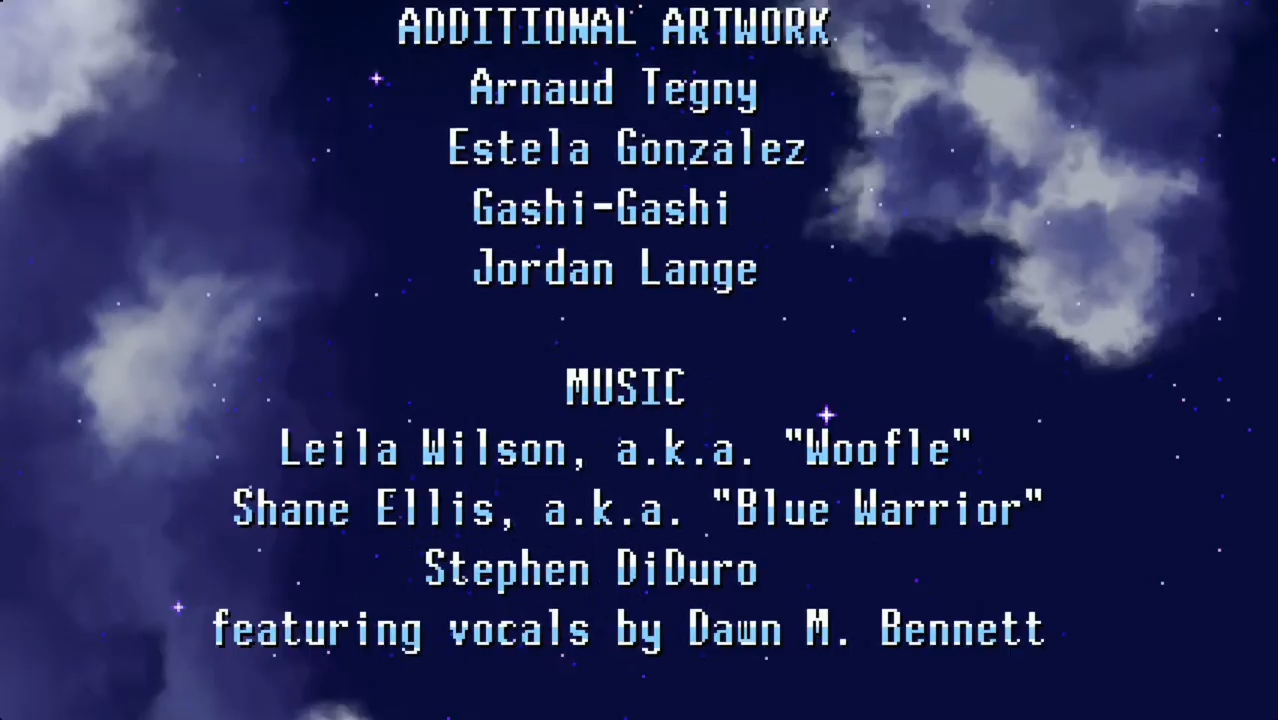 ADDITIONAL ARTWORK
Arnaud Tegny
Estela Gonzalez
Gashi-Gashi
Jordan Lange
MUSIC
Leila Wilson, a.k.a. "Woofle"
Shane Ellis, a.k.a. "Blue Warrior"
Stephen DiDuro
featuring vocals by Dawn M. Bennett